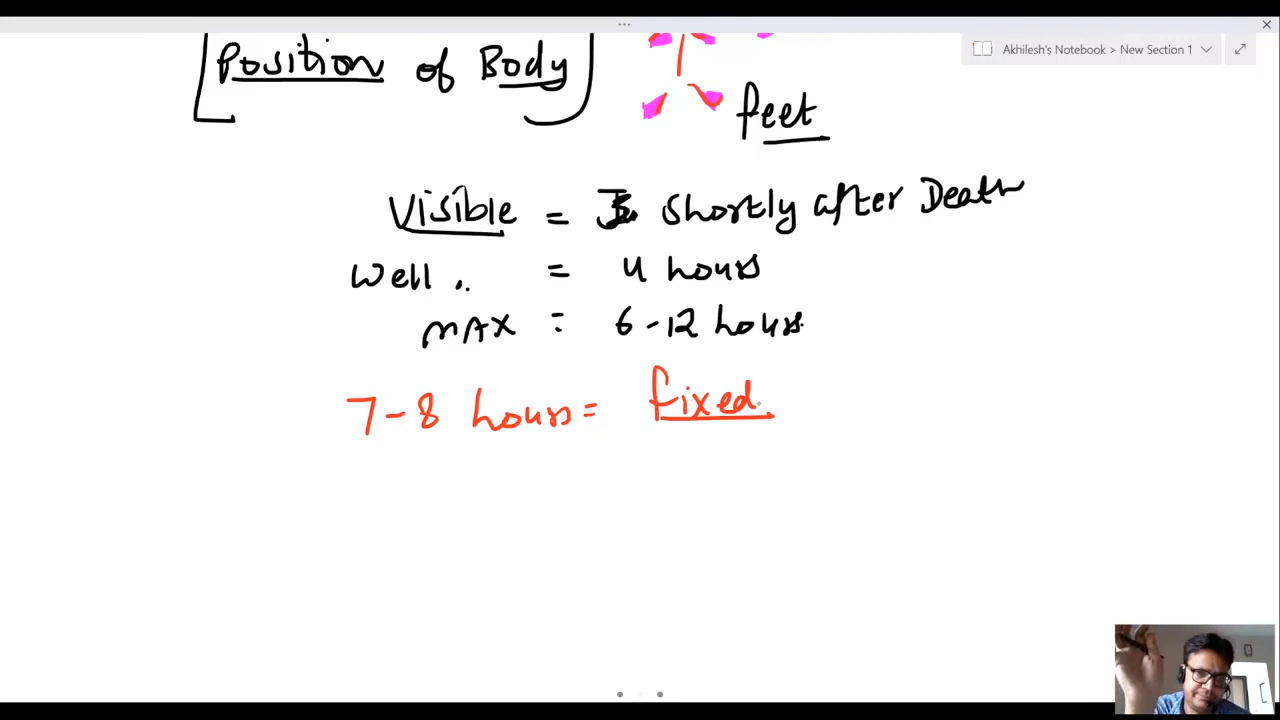 Akhilesh's Notebook > New Section 1
Position of Body
feet
Visible = Shortly after Death
Well .. = 4 hours
MAX = 6-12 hours.
7-8 hours = fixed.